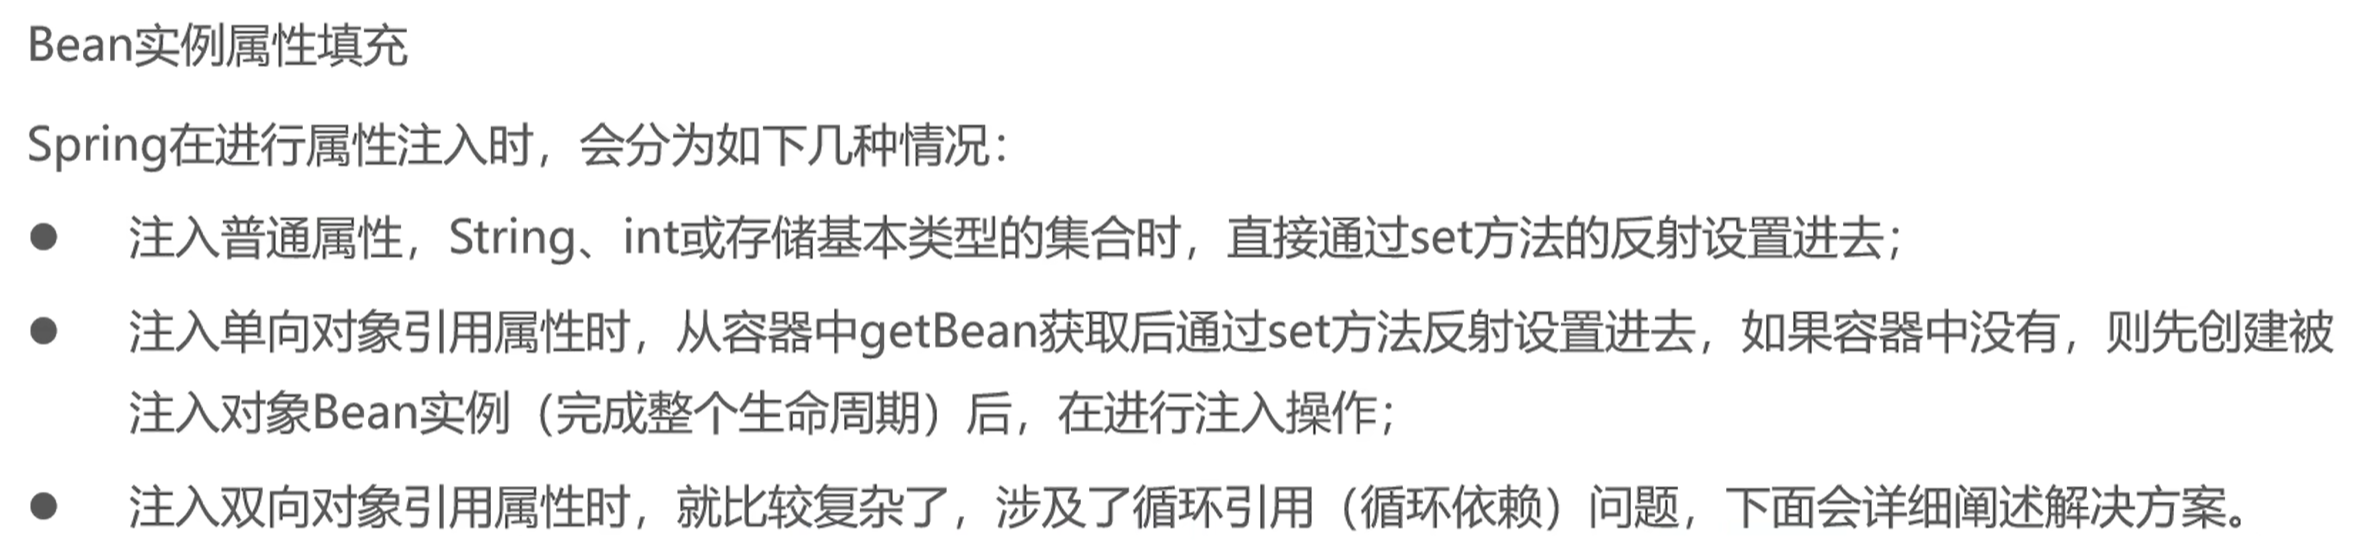 Bean实例属性填充
Spring在进行属性注入时，会分为如下几种情况：
● 注入普通属性，String、int或存储基本类型的集合时，直接通过set方法的反射设置进去；
● 注入单向对象引用属性时，从容器中getBean获取后通过set方法反射设置进去，如果容器中没有，则先创建被
注入对象Bean实例（完成整个生命周期）后，在进行注入操作；
● 注入双向对象引用属性时，就比较复杂了，涉及了循环引用（循环依赖）问题，下面会详细阐述解决方案。